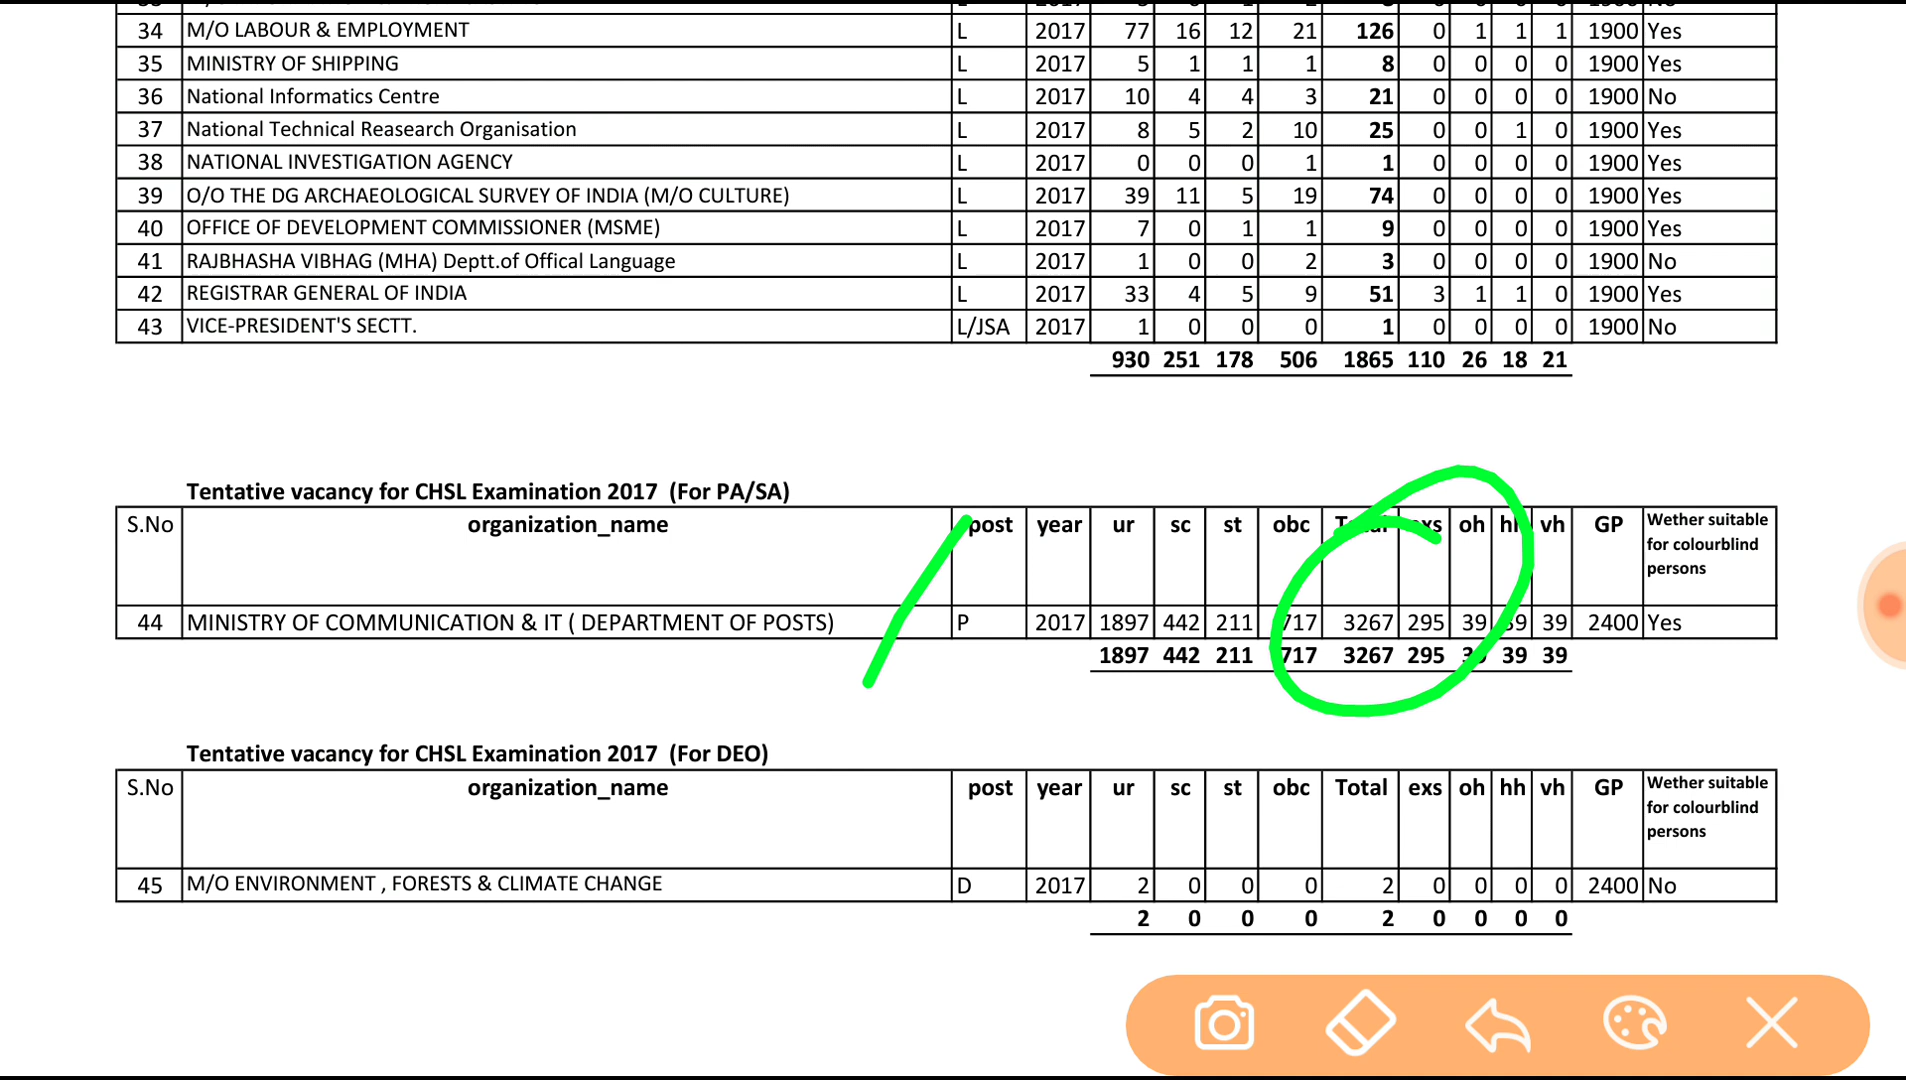 34 M/O LABOUR & EMPLOYMENT L 2017 77 16 12 21 126 0 1 1 1 1900 Yes
35 MINISTRY OF SHIPPING L 2017 5 1 1 1 8 0 0 0 0 1900 Yes
36 National Informatics Centre L 2017 10 4 4 3 21 0 0 0 0 1900 No
37 National Technical Reasearch Organisation L 2017 8 5 2 10 25 0 0 1 0 1900 Yes
38 NATIONAL INVESTIGATION AGENCY L 2017 0 0 0 1 1 0 0 0 0 1900 Yes
39 O/O THE DG ARCHAEOLOGICAL SURVEY OF INDIA (M/O CULTURE) L 2017 39 11 5 19 74 0 0 0 0 1900 Yes
40 OFFICE OF DEVELOPMENT COMMISSIONER (MSME) L 2017 7 0 1 1 9 0 0 0 0 1900 Yes
41 RAJBHASHA VIBHAG (MHA) Deptt.of Offical Language L 2017 1 0 0 2 3 0 0 0 0 1900 No
42 REGISTRAR GENERAL OF INDIA L 2017 33 4 5 9 51 3 1 1 0 1900 Yes
43 VICE-PRESIDENT'S SECTT. L/JSA 2017 1 0 0 0 1 0 0 0 0 1900 No
930 251 178 506 1865 110 26 18 21
Tentative vacancy for CHSL Examination 2017 (For PA/SA)
S.No organization_name post year ur sc st obc Total exs oh hh vh GP Wether suitable
for colourblind
persons
44 MINISTRY OF COMMUNICATION & IT ( DEPARTMENT OF POSTS) P 2017 1897 442 211 717 3267 295 39 39 39 2400 Yes
1897 442 211 717 3267 295 39 39 39
Tentative vacancy for CHSL Examination 2017 (For DEO)
S.No organization_name post year ur sc st obc Total exs oh hh vh GP Wether suitable
for colourblind
persons
45 M/O ENVIRONMENT , FORESTS & CLIMATE CHANGE D 2017 2 0 0 0 2 0 0 0 0 2400 No
2 0 0 0 2 0 0 0 0